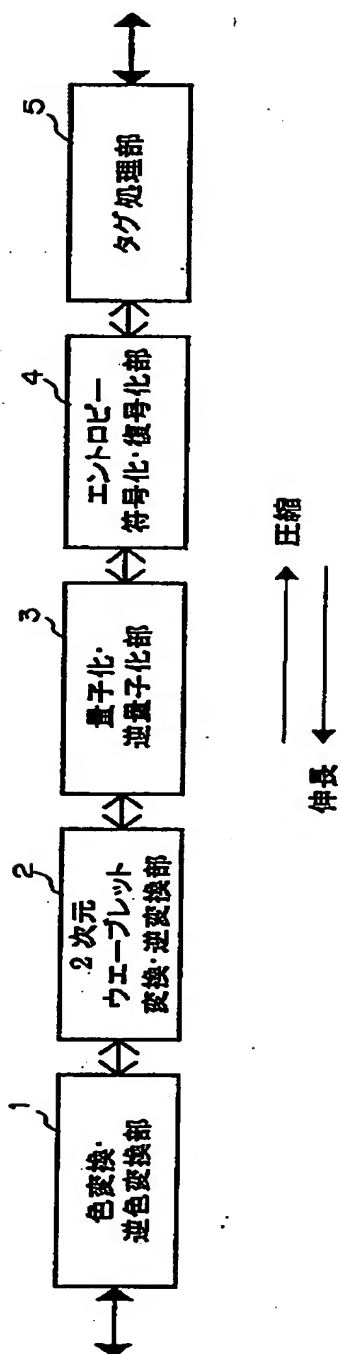 1
色変換・
逆色変換部
2
2次元
ウエーブレット
変換・逆変換部
3
量子化・
逆量子化部
4
エントロピー
符号化・復号化部
5
タグ処理部
圧縮
伸長